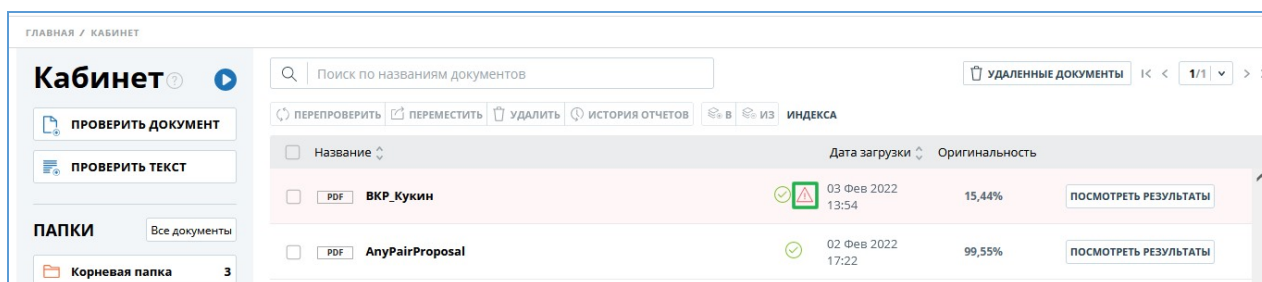 ГЛАВНАЯ / КАБИНЕТ
Кабинет
Поиск по названиям документов
УДАЛЕННЫЕ ДОКУМЕНТЫ
1/1
ПРОВЕРИТЬ ДОКУМЕНТ
ПЕРЕПРОВЕРИТЬ ПЕРЕМЕСТИТЬ УДАЛИТЬ ИСТОРИЯ ОТЧЕТОВ В ИЗ ИНДЕКСА
ПРОВЕРИТЬ ТЕКСТ
Название Дата загрузки Оригинальность
PDF ВКР_Кукин 03 Фев 2022 15,44% ПОСМОТРЕТЬ РЕЗУЛЬТАТЫ
13:54
ПАПКИ Все документы
PDF AnyPairProposal 02 Фев 2022 99,55% ПОСМОТРЕТЬ РЕЗУЛЬТАТЫ
17:22
Корневая папка 3